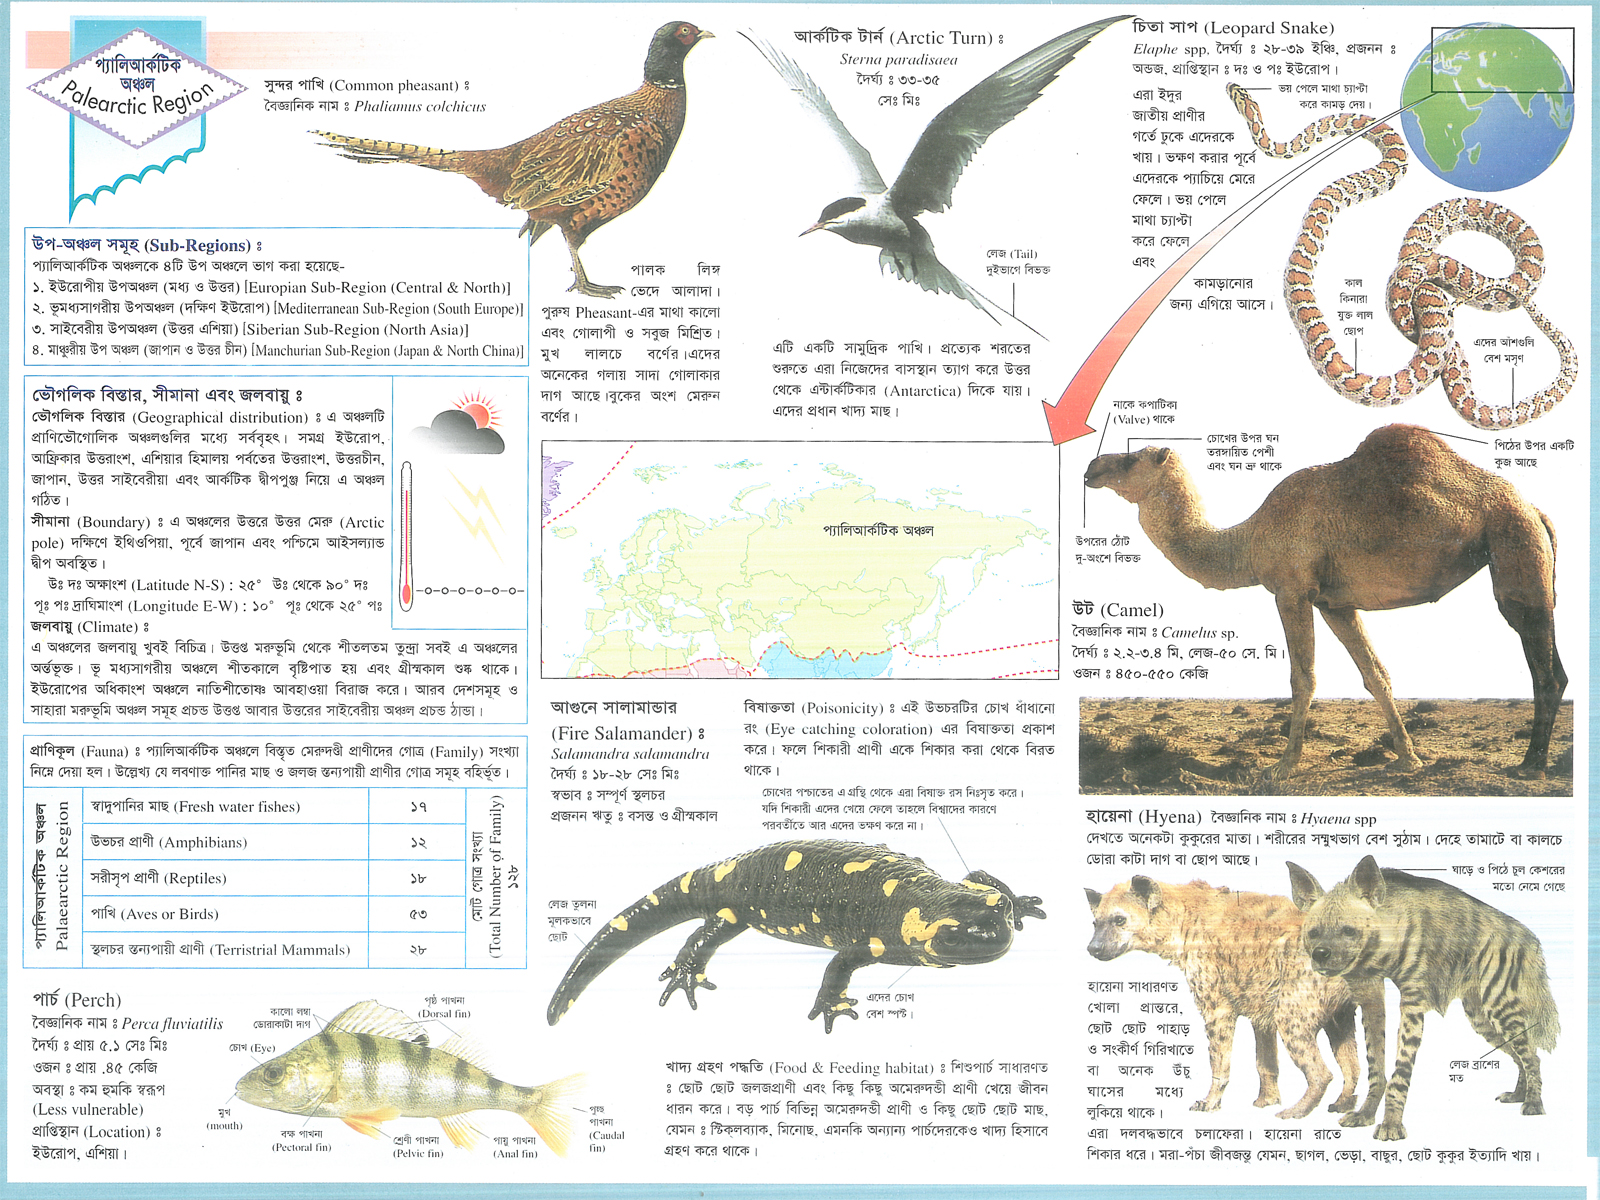 প্যালিআর্কটিক
অঞ্চল
Palearctic Region
সুন্দর পাখি (Common pheasant) ঃ
বৈজ্ঞানিক নাম ঃ Phaliamus colchicus
পালক লিঙ্গ
ভেদে আলাদা।
পুরুষ Pheasant-এর মাথা কালো
এবং গোলাপী ও সবুজ মিশ্রিত।
মুখ লালচে বর্ণের।এদের
অনেকের গলায় সাদা গোলাকার
দাগ আছে।বুকের অংশ মেরুন
বর্ণের।
আর্কটিক টার্ন (Arctic Turn) ঃ
Sterna paradisaea
দৈর্ঘ্য ঃ ৩৩-৩৫
সেঃ মিঃ
লেজ (Tail)
দুইভাগে বিভক্ত
এটি একটি সামুদ্রিক পাখি। প্রত্যেক শরতের
শুরুতে এরা নিজেদের বাসস্থান ত্যাগ করে উত্তর
থেকে এন্টার্কটিকার (Antarctica) দিকে যায়।
এদের প্রধান খাদ্য মাছ।
চিতা সাপ (Leopard Snake)
Elaphe spp. দৈর্ঘ্য ঃ ২৮-৩৯ ইঞ্চি, প্রজনন ঃ
অন্ডজ, প্রাপ্তিস্থান ঃ দঃ ও পঃ ইউরোপ।
এরা ইদুর
জাতীয় প্রাণীর
গর্তে ঢুকে এদেরকে
খায়। ভক্ষণ করার পূর্বে
এদেরকে প্যাচিয়ে মেরে
ফেলে। ভয় পেলে
মাথা চ্যাপ্টা
করে ফেলে
এবং
কামড়ানোর
জন্য এগিয়ে আসে।
ভয় পেলে মাথা চ্যাপ্টা
করে কামড় দেয়।
কাল
কিনারা
যুক্ত লাল
ছোপ
এদের আঁশগুলি
বেশ মসৃণ
উপ-অঞ্চল সমূহ (Sub-Regions) ঃ
প্যালিআর্কটিক অঞ্চলকে ৪টি উপ অঞ্চলে ভাগ করা হয়েছে-
১. ইউরোপীয় উপঅঞ্চল (মধ্য ও উত্তর) [Europian Sub-Region (Central & North)]
২. ভূমধ্যসাগরীয় উপঅঞ্চল (দক্ষিণ ইউরোপ) [Mediterranean Sub-Region (South Europe)]
৩. সাইবেরীয় উপঅঞ্চল (উত্তর এশিয়া) [Siberian Sub-Region (North Asia)]
৪. মাঞ্চুরীয় উপ অঞ্চল (জাপান ও উত্তর চীন) [Manchurian Sub-Region (Japan & North China)]
ভৌগলিক বিস্তার, সীমানা এবং জলবায়ু ঃ
ভৌগলিক বিস্তার (Geographical distribution) ঃ এ অঞ্চলটি
প্রাণিভৌগোলিক অঞ্চলগুলির মধ্যে সর্ববৃহৎ। সমগ্র ইউরোপ,
আফ্রিকার উত্তরাংশ, এশিয়ার হিমালয় পর্বতের উত্তরাংশ, উত্তরচীন,
জাপান, উত্তর সাইবেরীয়া এবং আর্কটিক দ্বীপপুঞ্জ নিয়ে এ অঞ্চল
গঠিত।
সীমানা (Boundary) ঃ এ অঞ্চলের উত্তরে উত্তর মেরু (Arctic
pole) দক্ষিণে ইথিওপিয়া, পূর্বে জাপান এবং পশ্চিমে আইসল্যান্ড
দ্বীপ অবস্থিত।
উঃ দঃ অক্ষাংশ (Latitude N-S) : ২৫° উঃ থেকে ৯০° দঃ
পূঃ পঃ দ্রাঘিমাংশ (Longitude E-W) : ১০° পূঃ থেকে ২৫° পঃ
জলবায়ু (Climate) ঃ
এ অঞ্চলের জলবায়ু খুবই বিচিত্র। উত্তপ্ত মরুভূমি থেকে শীতলতম তুন্দ্রা সবই এ অঞ্চলের
অর্ন্তভূক্ত। ভূ মধ্যসাগরীয় অঞ্চলে শীতকালে বৃষ্টিপাত হয় এবং গ্রীস্মকাল শুষ্ক থাকে।
ইউরোপের অধিকাংশ অঞ্চলে নাতিশীতোষ্ণ আবহাওয়া বিরাজ করে। আরব দেশসমূহ ও
সাহারা মরুভূমি অঞ্চল সমূহ প্রচন্ড উত্তপ্ত আবার উত্তরের সাইবেরীয় অঞ্চল প্রচন্ড ঠান্ডা।
প্যালিআর্কটিক অঞ্চল
নাকে কপাটিকা
(Valve) থাকে
চোখের উপর ঘন
তরঙ্গায়িত পেশী
এবং ঘন ভ্রু থাকে
পিঠের উপর একটি
কুজ আছে
উপরের ঠোঁট
দু-অংশে বিভক্ত
উট (Camel)
বৈজ্ঞানিক নাম ঃ Camelus sp.
দৈর্ঘ্য ঃ ২.২-৩.৪ মি, লেজ-৫০ সে. মি।
ওজন ঃ ৪৫০-৫৫০ কেজি
প্রাণিকূল (Fauna) ঃ প্যালিআর্কটিক অঞ্চলে বিস্তৃত মেরুদন্ডী প্রাণীদের গোত্র (Family) সংখ্যা
নিম্নে দেয়া হল। উল্লেখ্য যে লবণাক্ত পানির মাছ ও জলজ স্তন্যপায়ী প্রাণীর গোত্র সমূহ বহির্ভূত।
প্যালিআর্কটিক অঞ্চল
Palaearctic Region
স্বাদুপানির মাছ (Fresh water fishes) ১৭
উভচর প্রাণী (Amphibians) ১২
সরীসৃপ প্রাণী (Reptiles) ১৮
পাখি (Aves or Birds) ৫৩
স্থলচর স্তন্যপায়ী প্রাণী (Terristrial Mammals) ২৮
মোট গোত্র সংখ্যা
(Total Number of Family)
১২৮
আগুনে সালামান্ডার
(Fire Salamander) ঃ
Salamandra salamandra
দৈর্ঘ্য ঃ ১৮-২৮ সেঃ মিঃ
স্বভাব ঃ সম্পূর্ণ স্থলচর
প্রজনন ঋতু ঃ বসন্ত ও গ্রীস্মকাল
বিষাক্ততা (Poisonicity) ঃ এই উভচরটির চোখ ধাঁধানো
রং (Eye catching coloration) এর বিষাক্ততা প্রকাশ
করে। ফলে শিকারী প্রাণী একে শিকার করা থেকে বিরত
থাকে।
চোখের পশ্চাতের এ গ্রন্থি থেকে এরা বিষাক্ত রস নিঃসৃত করে।
যদি শিকারী এদের খেয়ে ফেলে তাহলে বিশ্বাদের কারণে
পরবর্তীতে আর এদের ভক্ষণ করে না।
লেজ তুলনা
মূলকভাবে
ছোট
এদের চোখ
বেশ স্পস্ট।
হায়েনা (Hyena) বৈজ্ঞানিক নাম ঃ Hyaena spp
দেখতে অনেকটা কুকুরের মাতা। শরীরের সম্মুখভাগ বেশ সুঠাম। দেহে তামাটে বা কালচে
ডোরা কাটা দাগ বা ছোপ আছে।
ঘাড়ে ও পিঠে চুল কেশরের
মতো নেমে গেছে
হায়েনা সাধারণত
খোলা প্রান্তরে,
ছোট ছোট পাহাড়
ও সংকীর্ণ গিরিখাতে
বা অনেক উঁচু
ঘাসের মধ্যে
লুকিয়ে থাকে।
লেজ ব্রাশের
মত
এরা দলবদ্ধভাবে চলাফেরা। হায়েনা রাতে
শিকার ধরে। মরা-পঁচা জীবজন্তু যেমন, ছাগল, ভেড়া, বাছুর, ছোট কুকুর ইত্যাদি খায়।
পার্চ (Perch)
বৈজ্ঞানিক নাম ঃ Perca fluviatilis
দৈর্ঘ্য ঃ প্রায় ৫.১ সেঃ মিঃ
ওজন ঃ প্রায় .৪৫ কেজি
অবস্থা ঃ কম হুমকি স্বরূপ
(Less vulnerable)
প্রাপ্তিস্থান (Location) ঃ
ইউরোপ, এশিয়া।
কালো লম্বা
ডোরাকাটা দাগ
পৃষ্ঠ পাখনা
(Dorsal fin)
চোখ (Eye)
মুখ
(mouth)
বক্ষ পাখনা
(Pectoral fin)
শ্রেণী পাখনা
(Pelvic fin)
পায়ু পাখনা
(Anal fin)
পুচ্ছ
পাখনা
(Caudal
fin)
খাদ্য গ্রহণ পদ্ধতি (Food & Feeding habitat) ঃ শিশুপার্চ সাধারণত
ঃ ছোট ছোট জলজপ্রাণী এবং কিছু কিছু অমেরুদন্ডী প্রাণী খেয়ে জীবন
ধারন করে। বড় পার্চ বিভিন্ন অমেরুদন্ডী প্রাণী ও কিছু ছোট ছোট মাছ,
যেমন ঃ স্টিক্‌লব্যাক, মিনোছ, এমনকি অন্যান্য পার্চদেরকেও খাদ্য হিসাবে
গ্রহণ করে থাকে।